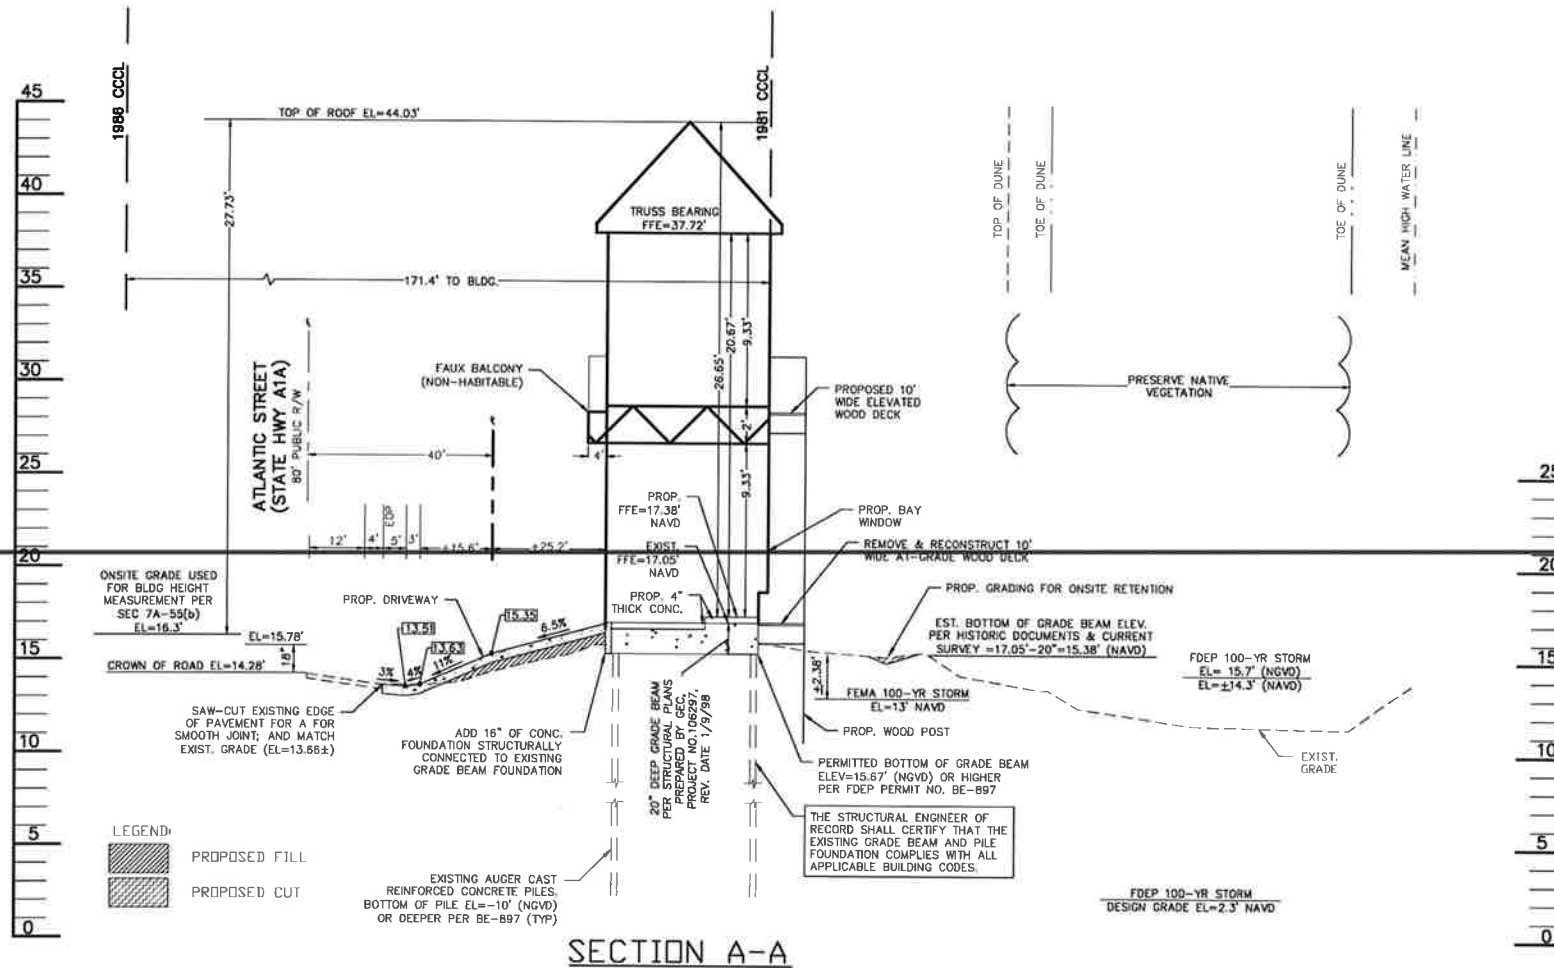 45
40
35
30
25
20
15
10
5
0
1986 CCCL
TOP OF ROOF EL=44.03'
1981 CCCL
27.73'
TRUSS BEARING
FFE=37.72'
171.4' TO BLDG.
26.65'
20.67'
9.33'
2'
9.33'
TOP OF DUNE
TOE OF DUNE
TOE OF DUNE
MEAN HIGH WATER LINE
PRESERVE NATIVE
VEGETATION
ATLANTIC STREET
(STATE HWY A1A)
80' PUBLIC R/W
FAUX BALCONY
(NON-HABITABLE)
PROPOSED 10'
WIDE ELEVATED
WOOD DECK
40'
4'
12'
4'
EOP
5'
3'
±15.6'
±25.2'
PROP.
FFE=17.38'
NAVD
EXIST.
FFE=17.05'
NAVD
PROP. 4"
THICK CONC.
PROP. BAY
WINDOW
REMOVE & RECONSTRUCT 10'
WIDE AT-GRADE WOOD DECK
PROP. GRADING FOR ONSITE RETENTION
ONSITE GRADE USED
FOR BLDG HEIGHT
MEASUREMENT PER
SEC 7A-55(b)
EL=16.3'
EL=15.78'
18"
CROWN OF ROAD EL=14.28'
PROP. DRIVEWAY
13.51
13.63
15.35
3%
4%
11%
6.5%
EST. BOTTOM OF GRADE BEAM ELEV.
PER HISTORIC DOCUMENTS & CURRENT
SURVEY =17.05'-20"=15.38' (NAVD)
±2.38'
FEMA 100-YR STORM
EL=13' NAVD
FDEP 100-YR STORM
EL= 15.7' (NGVD)
EL=±14.3' (NAVD)
SAW-CUT EXISTING EDGE
OF PAVEMENT FOR A FOR
SMOOTH JOINT; AND MATCH
EXIST. GRADE (EL=13.66±)
ADD 16" OF CONC.
FOUNDATION STRUCTURALLY
CONNECTED TO EXISTING
GRADE BEAM FOUNDATION
20" DEEP GRADE BEAM
PER STRUCTURAL PLANS
PREPARED BY GEC,
PROJECT NO.106297,
REV. DATE 1/9/98
PROP. WOOD POST
PERMITTED BOTTOM OF GRADE BEAM
ELEV=15.67' (NGVD) OR HIGHER
PER FDEP PERMIT NO. BE-897
EXIST.
GRADE
THE STRUCTURAL ENGINEER OF
RECORD SHALL CERTIFY THAT THE
EXISTING GRADE BEAM AND PILE
FOUNDATION COMPLIES WITH ALL
APPLICABLE BUILDING CODES.
LEGEND:
PROPOSED FILL
PROPOSED CUT
EXISTING AUGER CAST
REINFORCED CONCRETE PILES.
BOTTOM OF PILE EL=-10' (NGVD)
OR DEEPER PER BE-897 (TYP)
FDEP 100-YR STORM
DESIGN GRADE EL=2.3' NAVD
25
20
15
10
5
0
SECTION A-A